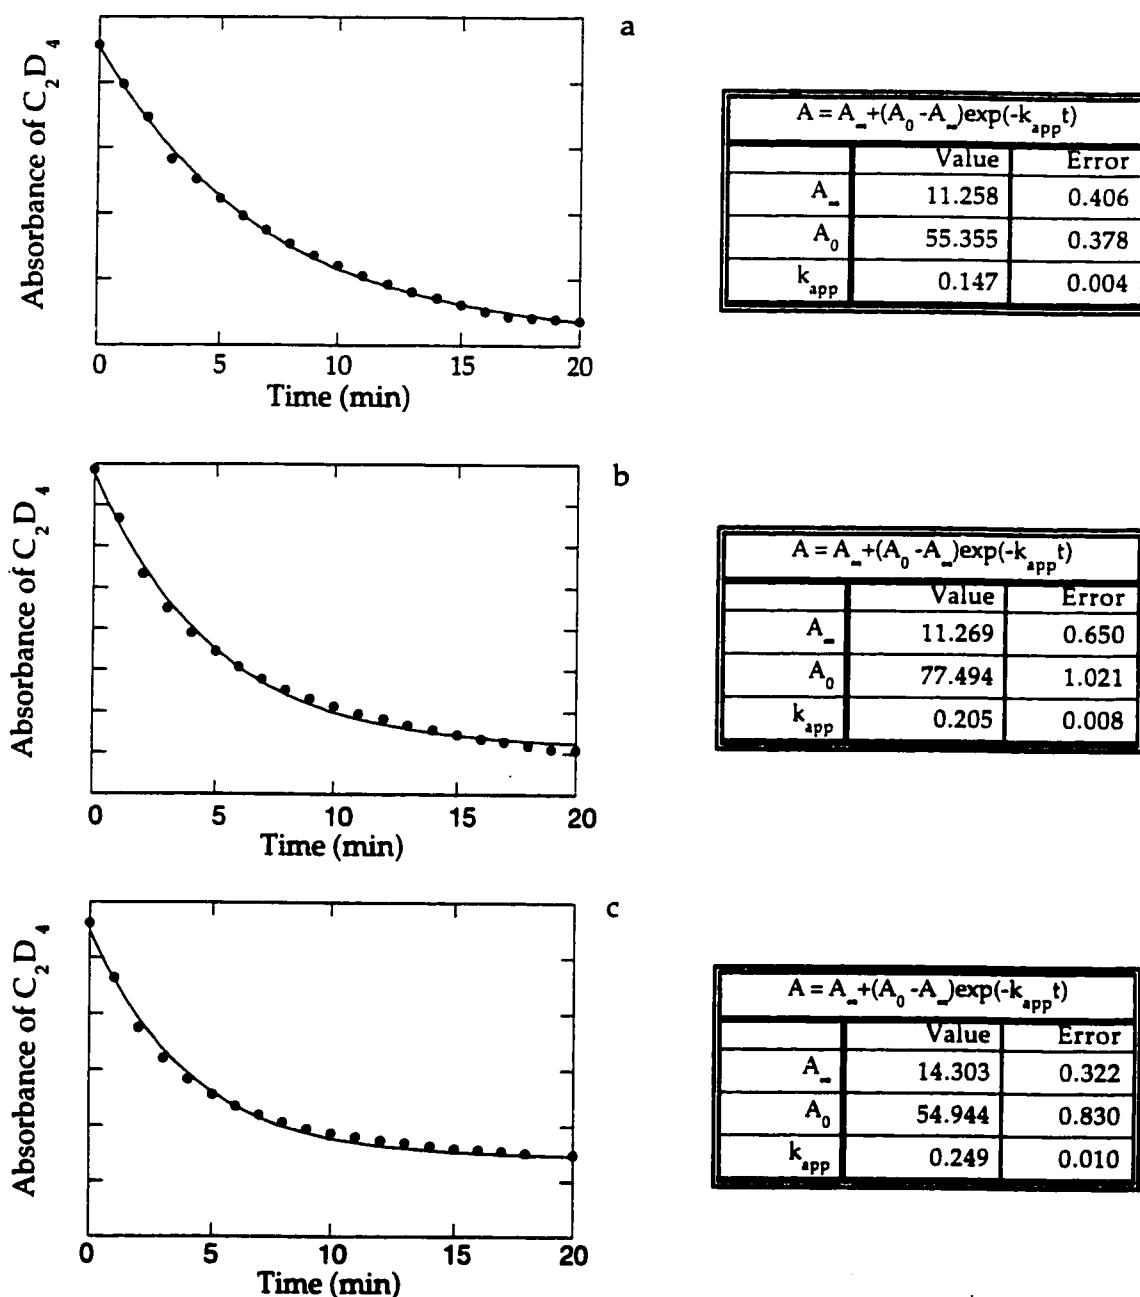 a
Absorbance of C₂D₄
0 5 10 15 20
Time (min)
A = A∞+(A₀ -A∞)exp(-kₐₚₚt)
Value Error
A∞ 11.258 0.406
A₀ 55.355 0.378
kₐₚₚ 0.147 0.004
b
Absorbance of C₂D₄
0 5 10 15 20
Time (min)
A = A∞+(A₀ -A∞)exp(-kₐₚₚt)
Value Error
A∞ 11.269 0.650
A₀ 77.494 1.021
kₐₚₚ 0.205 0.008
c
Absorbance of C₂D₄
0 5 10 15 20
Time (min)
A = A∞+(A₀ -A∞)exp(-kₐₚₚt)
Value Error
A∞ 14.303 0.322
A₀ 54.944 0.830
kₐₚₚ 0.249 0.010